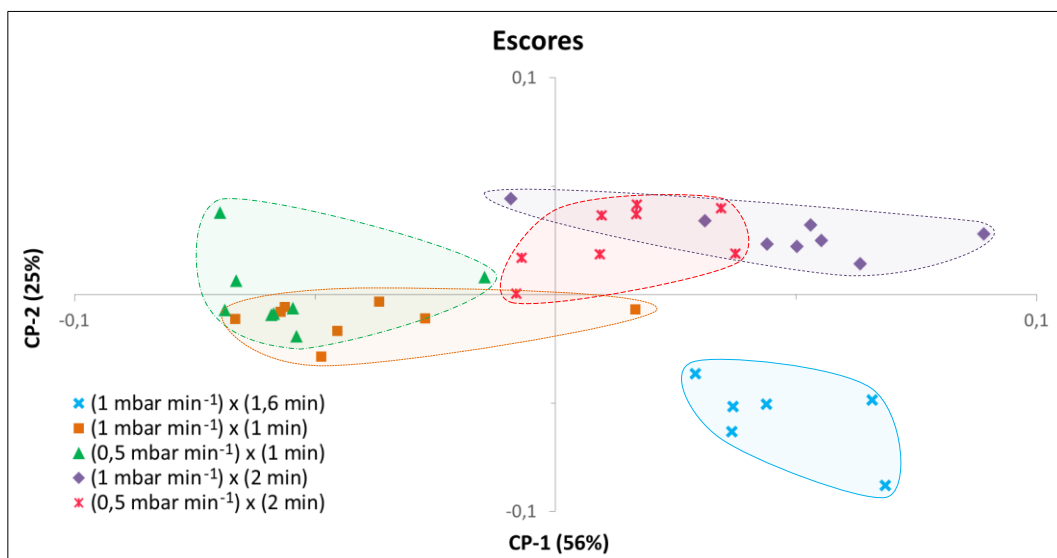 Escores
0,1
-0,1
0,1
CP-2 (25%)
(1 mbar min⁻¹) x (1,6 min)
(1 mbar min⁻¹) x (1 min)
(0,5 mbar min⁻¹) x (1 min)
(1 mbar min⁻¹) x (2 min)
(0,5 mbar min⁻¹) x (2 min)
-0,1
CP-1 (56%)